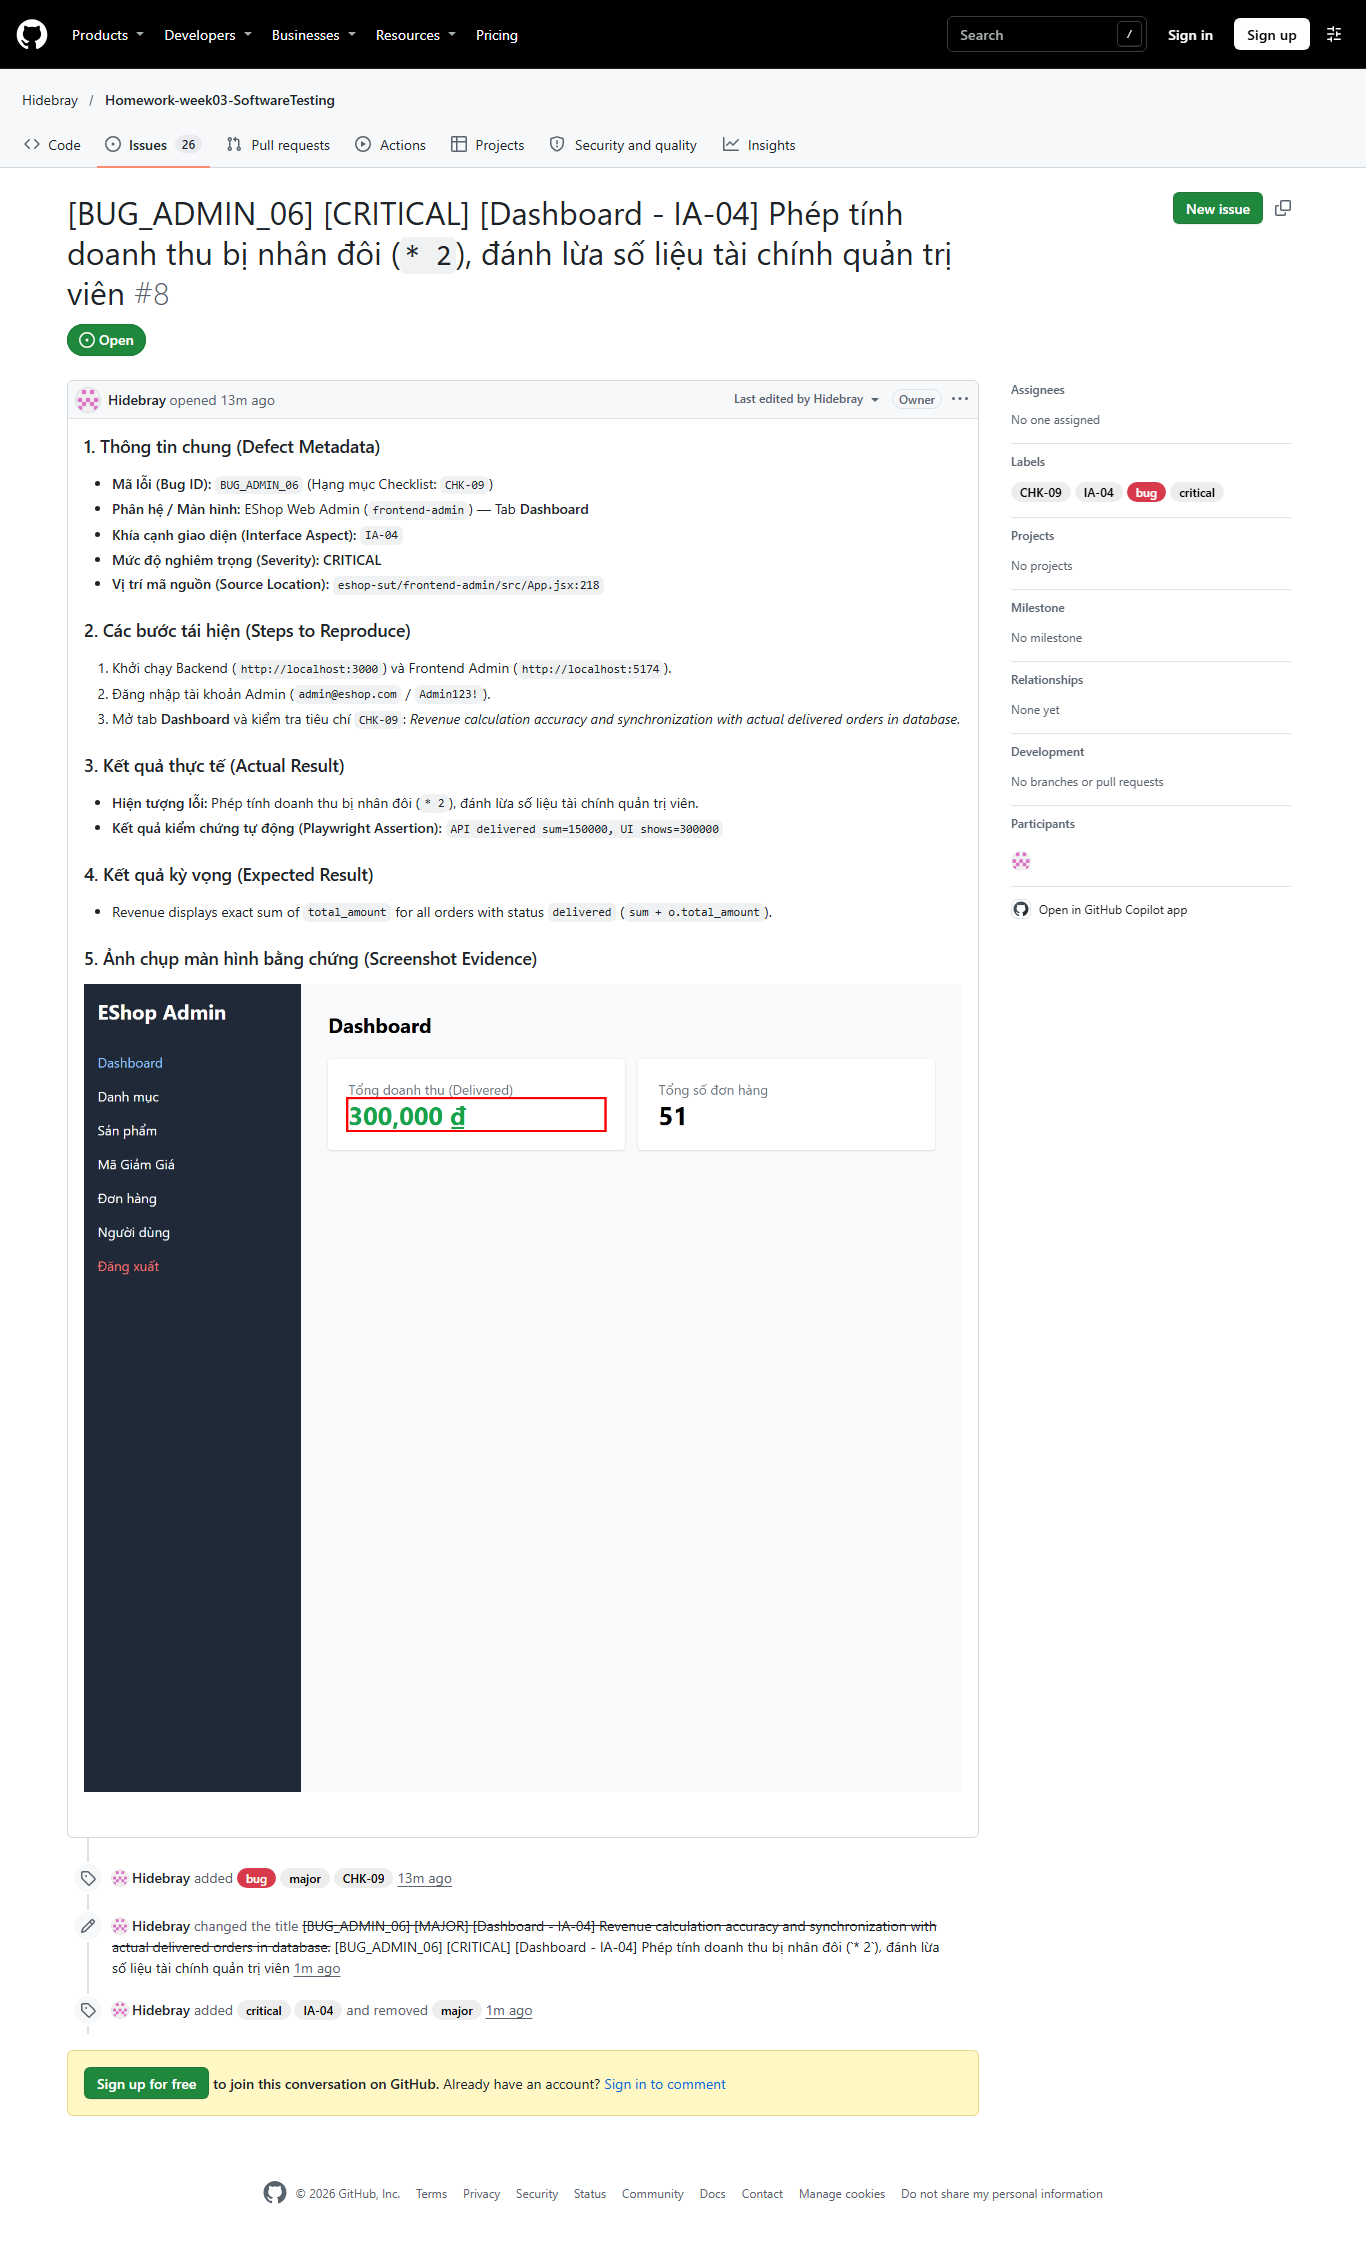 Products Developers Businesses Resources Pricing Search / Sign in Sign up
Hidebray / Homework-week03-SoftwareTesting
Code Issues 26 Pull requests Actions Projects Security and quality Insights
[BUG_ADMIN_06] [CRITICAL] [Dashboard - IA-04] Phép tính
doanh thu bị nhân đôi (* 2), đánh lừa số liệu tài chính quản trị
viên #8
New issue
Open
Hidebray opened 13m ago Last edited by Hidebray Owner
1. Thông tin chung (Defect Metadata)
Mã lỗi (Bug ID): BUG_ADMIN_06 (Hạng mục Checklist: CHK-09)
Phân hệ / Màn hình: EShop Web Admin (frontend-admin) — Tab Dashboard
Khía cạnh giao diện (Interface Aspect): IA-04
Mức độ nghiêm trọng (Severity): CRITICAL
Vị trí mã nguồn (Source Location): eshop-sut/frontend-admin/src/App.jsx:218
2. Các bước tái hiện (Steps to Reproduce)
1. Khởi chạy Backend (http://localhost:3000) và Frontend Admin (http://localhost:5174).
2. Đăng nhập tài khoản Admin (admin@eshop.com / Admin123!).
3. Mở tab Dashboard và kiểm tra tiêu chí CHK-09: Revenue calculation accuracy and synchronization with actual delivered orders in database.
3. Kết quả thực tế (Actual Result)
Hiện tượng lỗi: Phép tính doanh thu bị nhân đôi (* 2), đánh lừa số liệu tài chính quản trị viên.
Kết quả kiểm chứng tự động (Playwright Assertion): API delivered sum=150000, UI shows=300000
4. Kết quả kỳ vọng (Expected Result)
Revenue displays exact sum of total_amount for all orders with status delivered (sum + o.total_amount).
5. Ảnh chụp màn hình bằng chứng (Screenshot Evidence)
EShop Admin
Dashboard
Danh mục
Sản phẩm
Mã Giảm Giá
Đơn hàng
Người dùng
Đăng xuất
Dashboard
Tổng doanh thu (Delivered)
300,000 đ
Tổng số đơn hàng
51
Hidebray added bug major CHK-09 13m ago
Hidebray changed the title [BUG_ADMIN_06] [MAJOR] [Dashboard - IA-04] Revenue calculation accuracy and synchronization with
actual delivered orders in database. [BUG_ADMIN_06] [CRITICAL] [Dashboard - IA-04] Phép tính doanh thu bị nhân đôi (`* 2`), đánh lừa
số liệu tài chính quản trị viên 1m ago
Hidebray added critical IA-04 and removed major 1m ago
Sign up for free to join this conversation on GitHub. Already have an account? Sign in to comment
Assignees
No one assigned
Labels
CHK-09 IA-04 bug critical
Projects
No projects
Milestone
No milestone
Relationships
None yet
Development
No branches or pull requests
Participants
Open in GitHub Copilot app
© 2026 GitHub, Inc. Terms Privacy Security Status Community Docs Contact Manage cookies Do not share my personal information